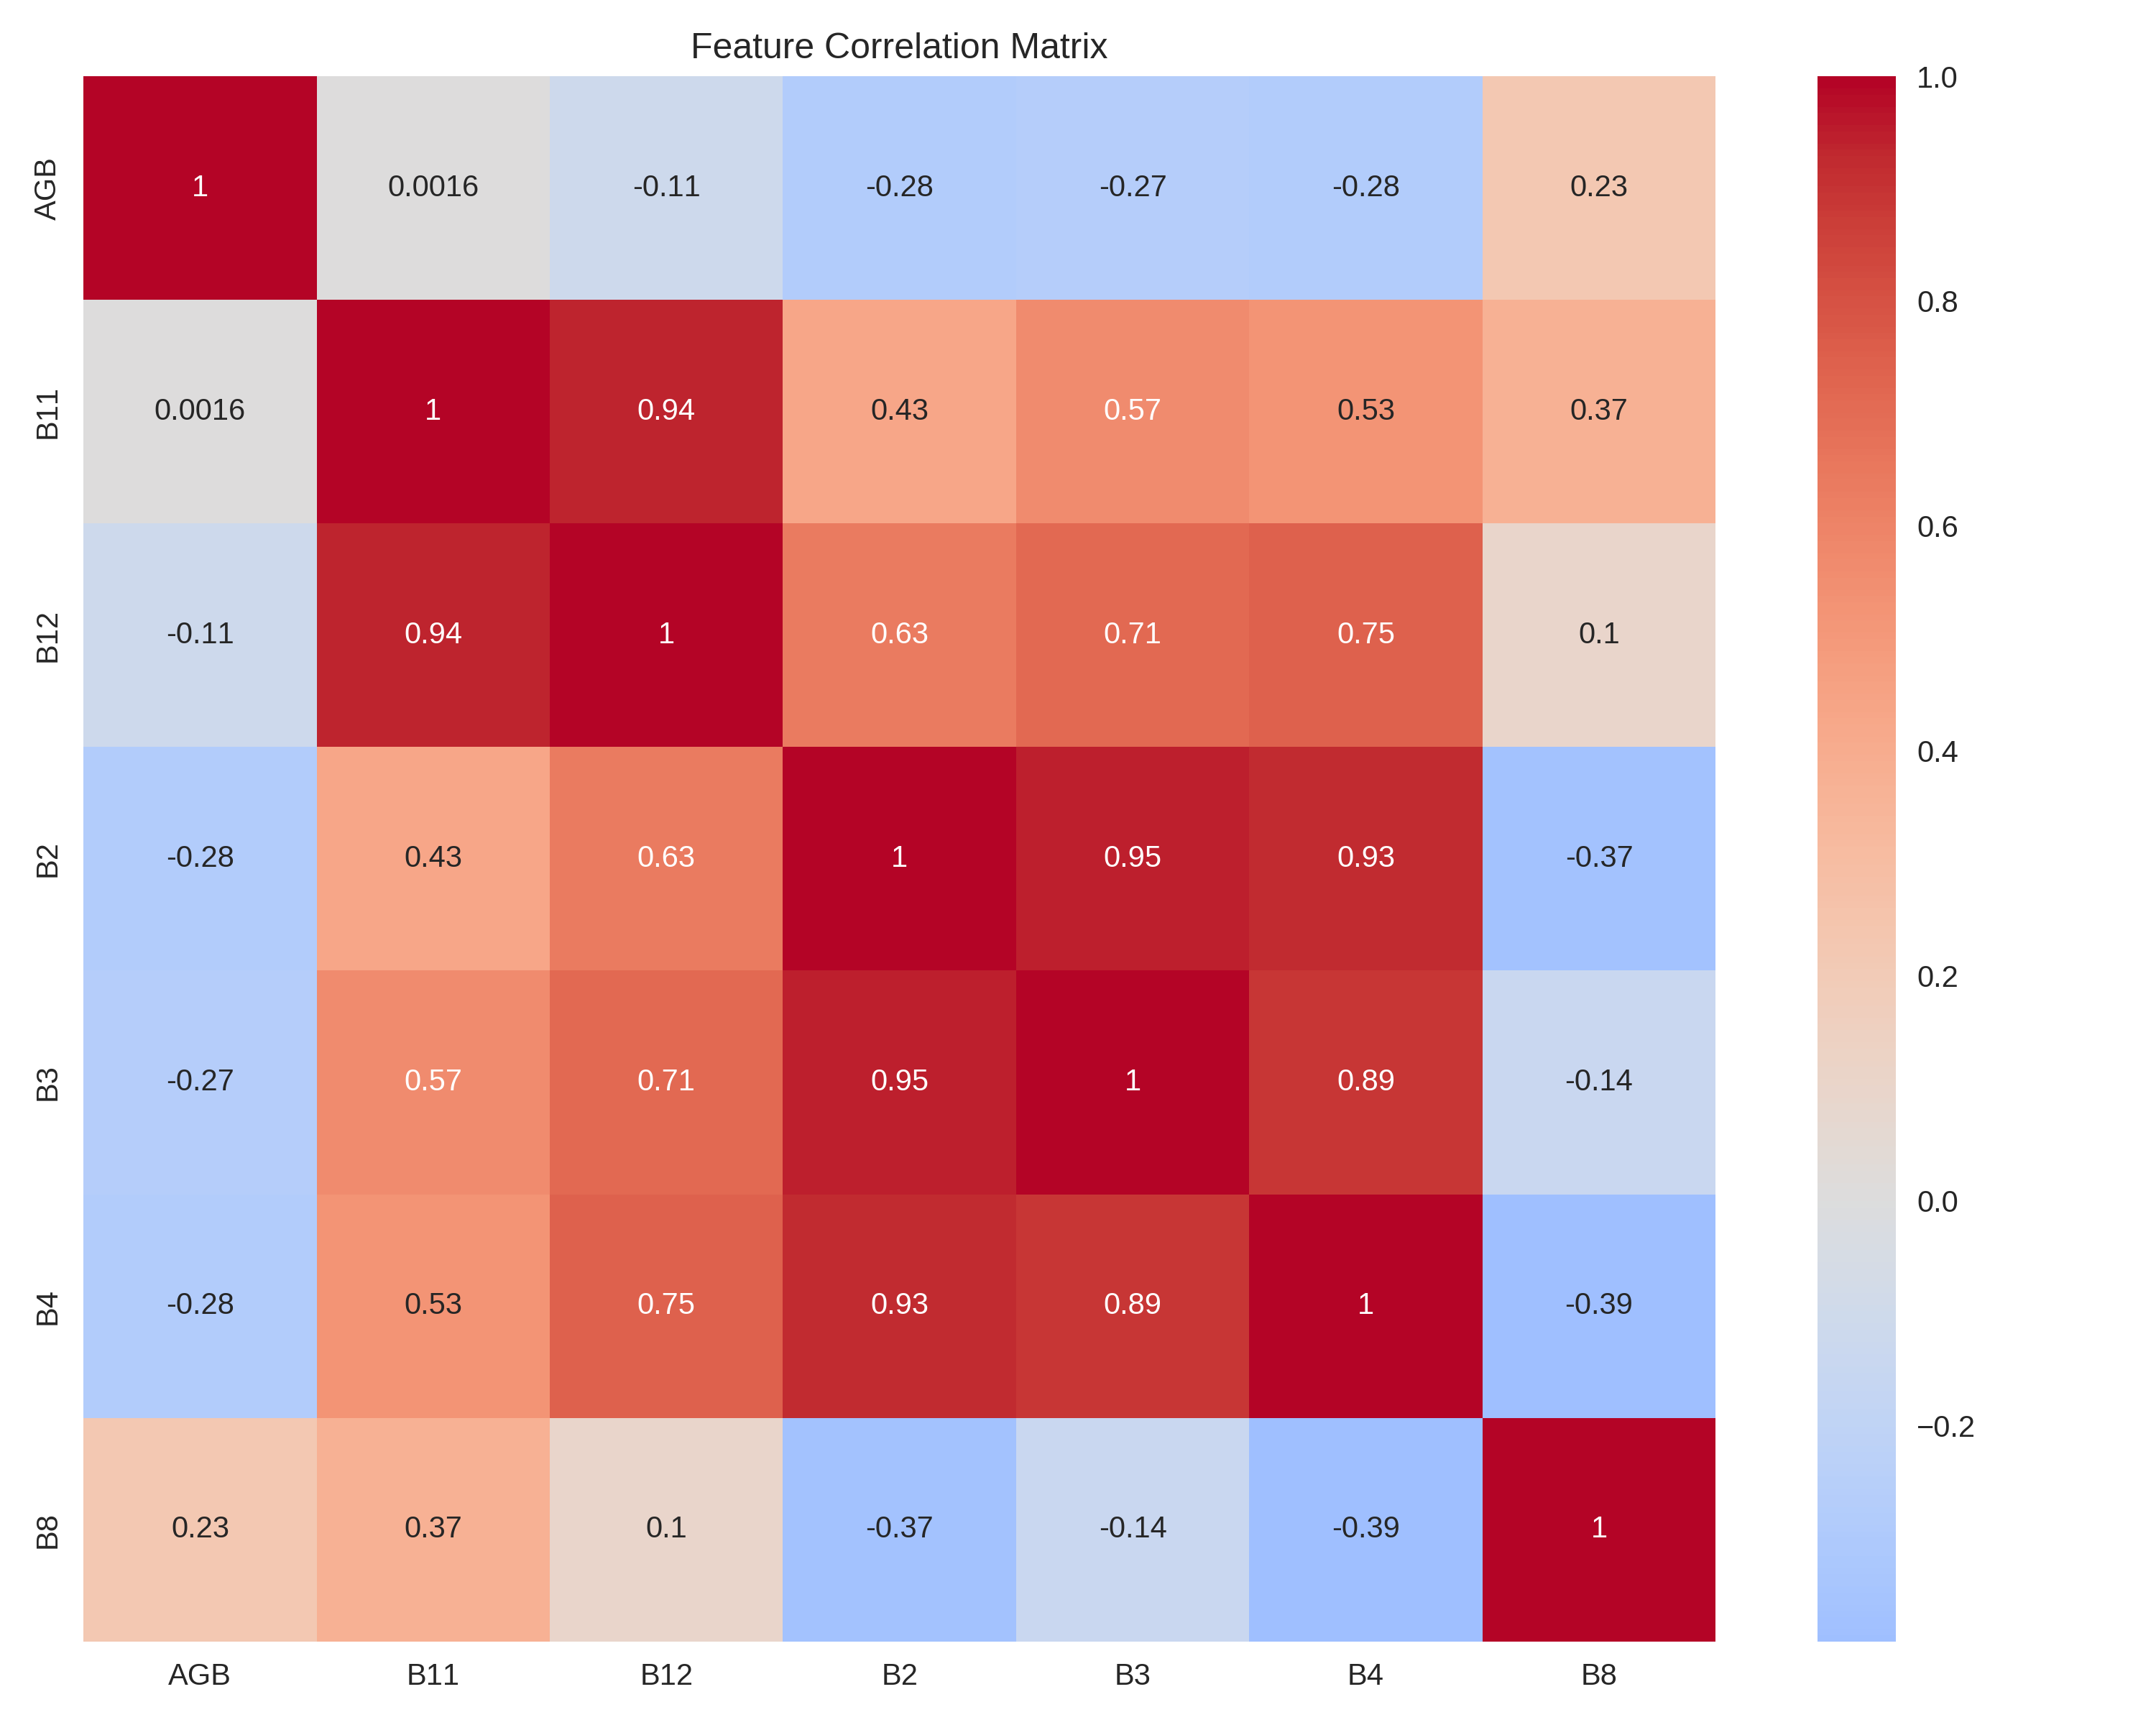 Feature Correlation Matrix
AGB 1 0.0016 -0.11 -0.28 -0.27 -0.28 0.23
B11 0.0016 1 0.94 0.43 0.57 0.53 0.37
B12 -0.11 0.94 1 0.63 0.71 0.75 0.1
B2 -0.28 0.43 0.63 1 0.95 0.93 -0.37
B3 -0.27 0.57 0.71 0.95 1 0.89 -0.14
B4 -0.28 0.53 0.75 0.93 0.89 1 -0.39
B8 0.23 0.37 0.1 -0.37 -0.14 -0.39 1
AGB B11 B12 B2 B3 B4 B8
1.0
0.8
0.6
0.4
0.2
0.0
−0.2